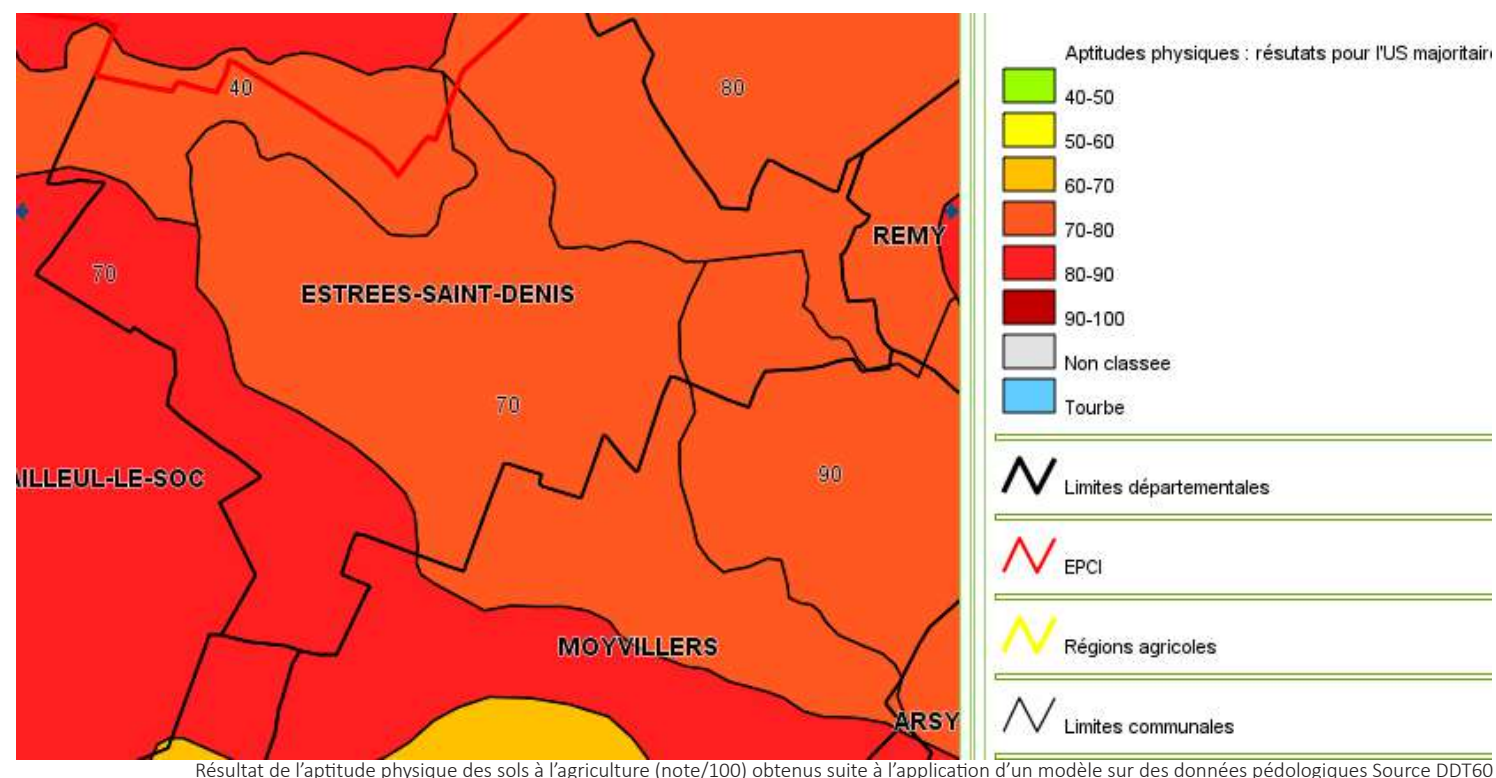 40
80
REMY
70
ESTREES-SAINT-DENIS
70
AILLEUL-LE-SOC
90
MOYVILLERS
ARSY
Aptitudes physiques : résutats pour l'US majoritaire
40-50
50-60
60-70
70-80
80-90
90-100
Non classee
Tourbe
Limites départementales
EPCI
Régions agricoles
Limites communales
Résultat de l'aptitude physique des sols à l'agriculture (note/100) obtenus suite à l'application d'un modèle sur des données pédologiques Source DDT60